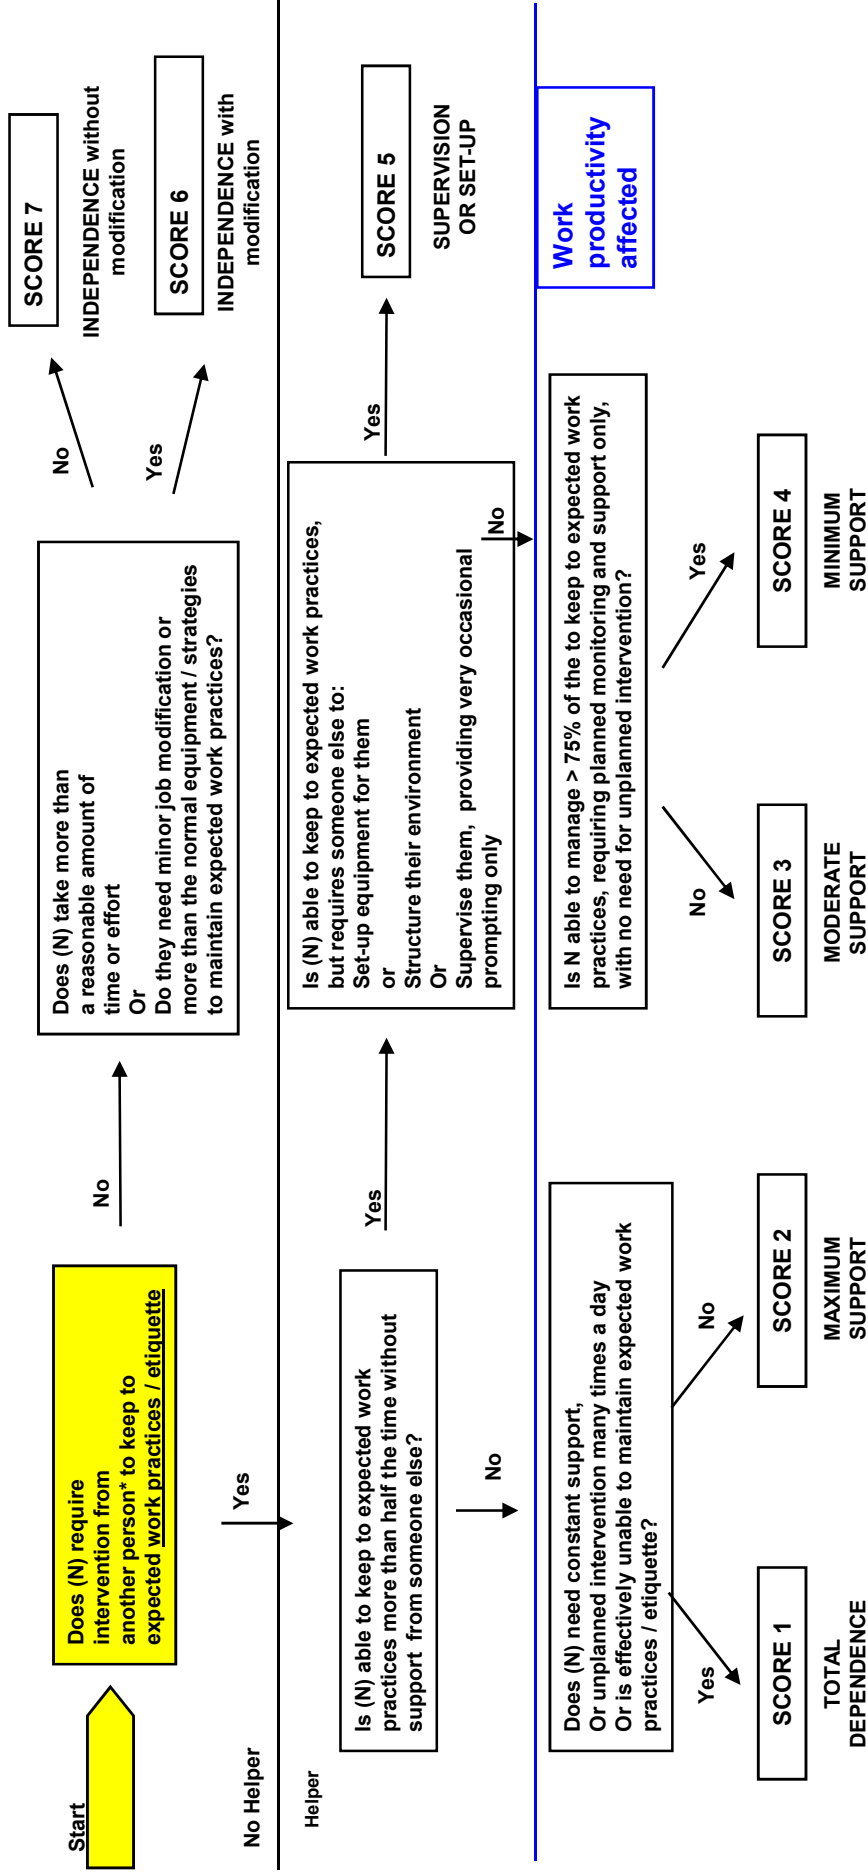 Start
Does (N) require
intervention from
another person* to keep to
expected work practices / etiquette
No
Does (N) take more than
a reasonable amount of
time or effort
Or
Do they need minor job modification or
more than the normal equipment / strategies
to maintain expected work practices?
No
SCORE 7
INDEPENDENCE without
modification
Yes
SCORE 6
INDEPENDENCE with
modification
Yes
No Helper
Helper
Is (N) able to keep to expected work
practices more than half the time without
support from someone else?
Yes
Is (N) able to keep to expected work practices,
but requires someone else to:
Set-up equipment for them
or
Structure their environment
Or
Supervise them, providing very occasional
prompting only
Yes
SCORE 5
SUPERVISION
OR SET-UP
No
No
Work
productivity
affected
Does (N) need constant support,
Or unplanned intervention many times a day
Or is effectively unable to maintain expected work
practices / etiquette?
Yes
SCORE 1
TOTAL
DEPENDENCE
No
SCORE 2
MAXIMUM
SUPPORT
Is N able to manage > 75% of the to keep to expected work
practices, requiring planned monitoring and support only,
with no need for unplanned intervention?
No
SCORE 3
MODERATE
SUPPORT
Yes
SCORE 4
MINIMUM
SUPPORT